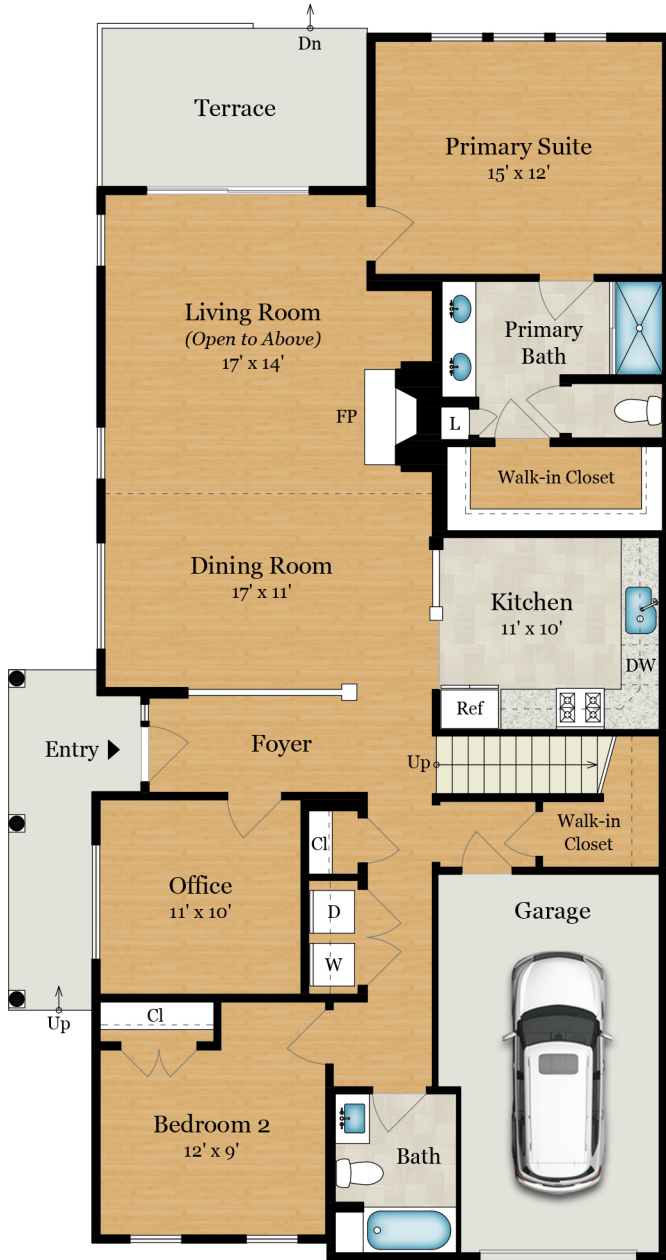 Dn
Terrace
Primary Suite
15' x 12'
Living Room
(Open to Above)
17' x 14'
Primary
Bath
FP
L
Walk-in Closet
Dining Room
17' x 11'
Kitchen
11' x 10'
DW
Ref
Entry
Foyer
Up
Cl
Walk-in
Closet
Office
11' x 10'
D
W
Garage
Up
Cl
Bedroom 2
12' x 9'
Bath